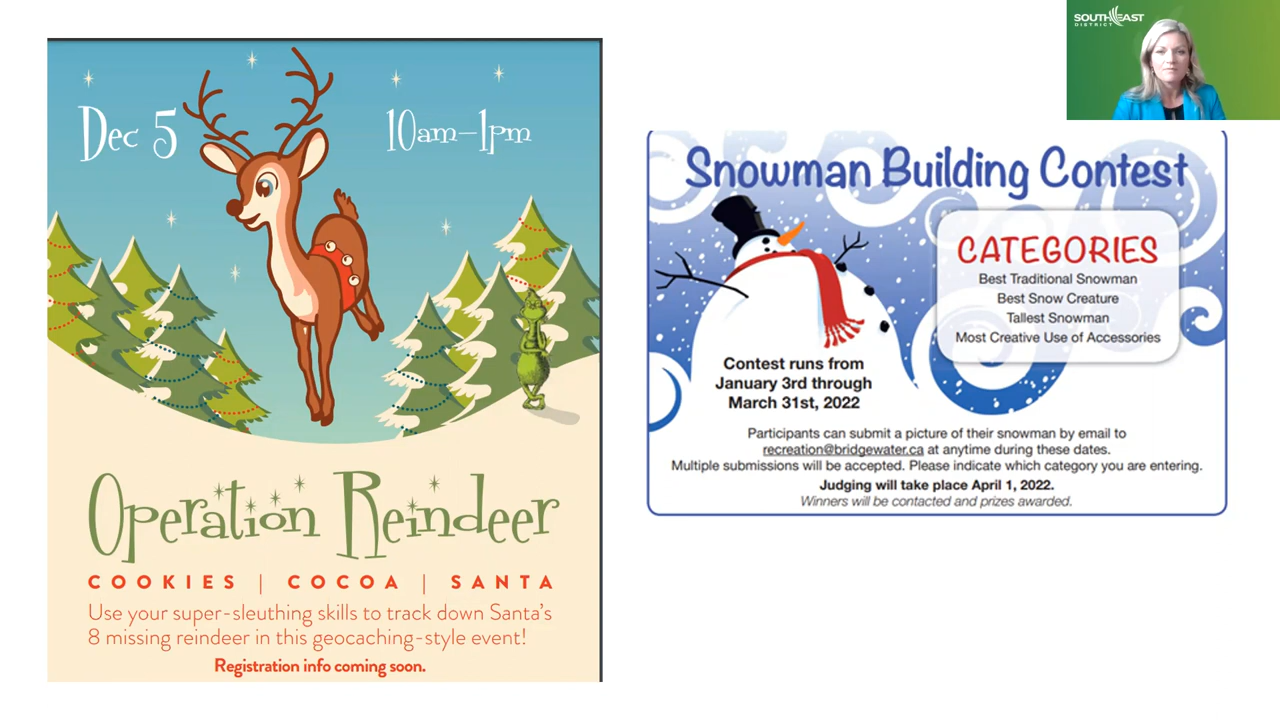 Dec 5
10am–1pm
Operation Reindeer
COOKIES | COCOA | SANTA
Use your super-sleuthing skills to track down Santa's
8 missing reindeer in this geocaching-style event!
Registration info coming soon.
SOUTHEAST
DISTRICT
Snowman Building Contest
CATEGORIES
Best Traditional Snowman
Best Snow Creature
Tallest Snowman
Most Creative Use of Accessories
Contest runs from
January 3rd through
March 31st, 2022
Participants can submit a picture of their snowman by email to
recreation@bridgewater.ca at anytime during these dates.
Multiple submissions will be accepted. Please indicate which category you are entering.
Judging will take place April 1, 2022.
Winners will be contacted and prizes awarded.